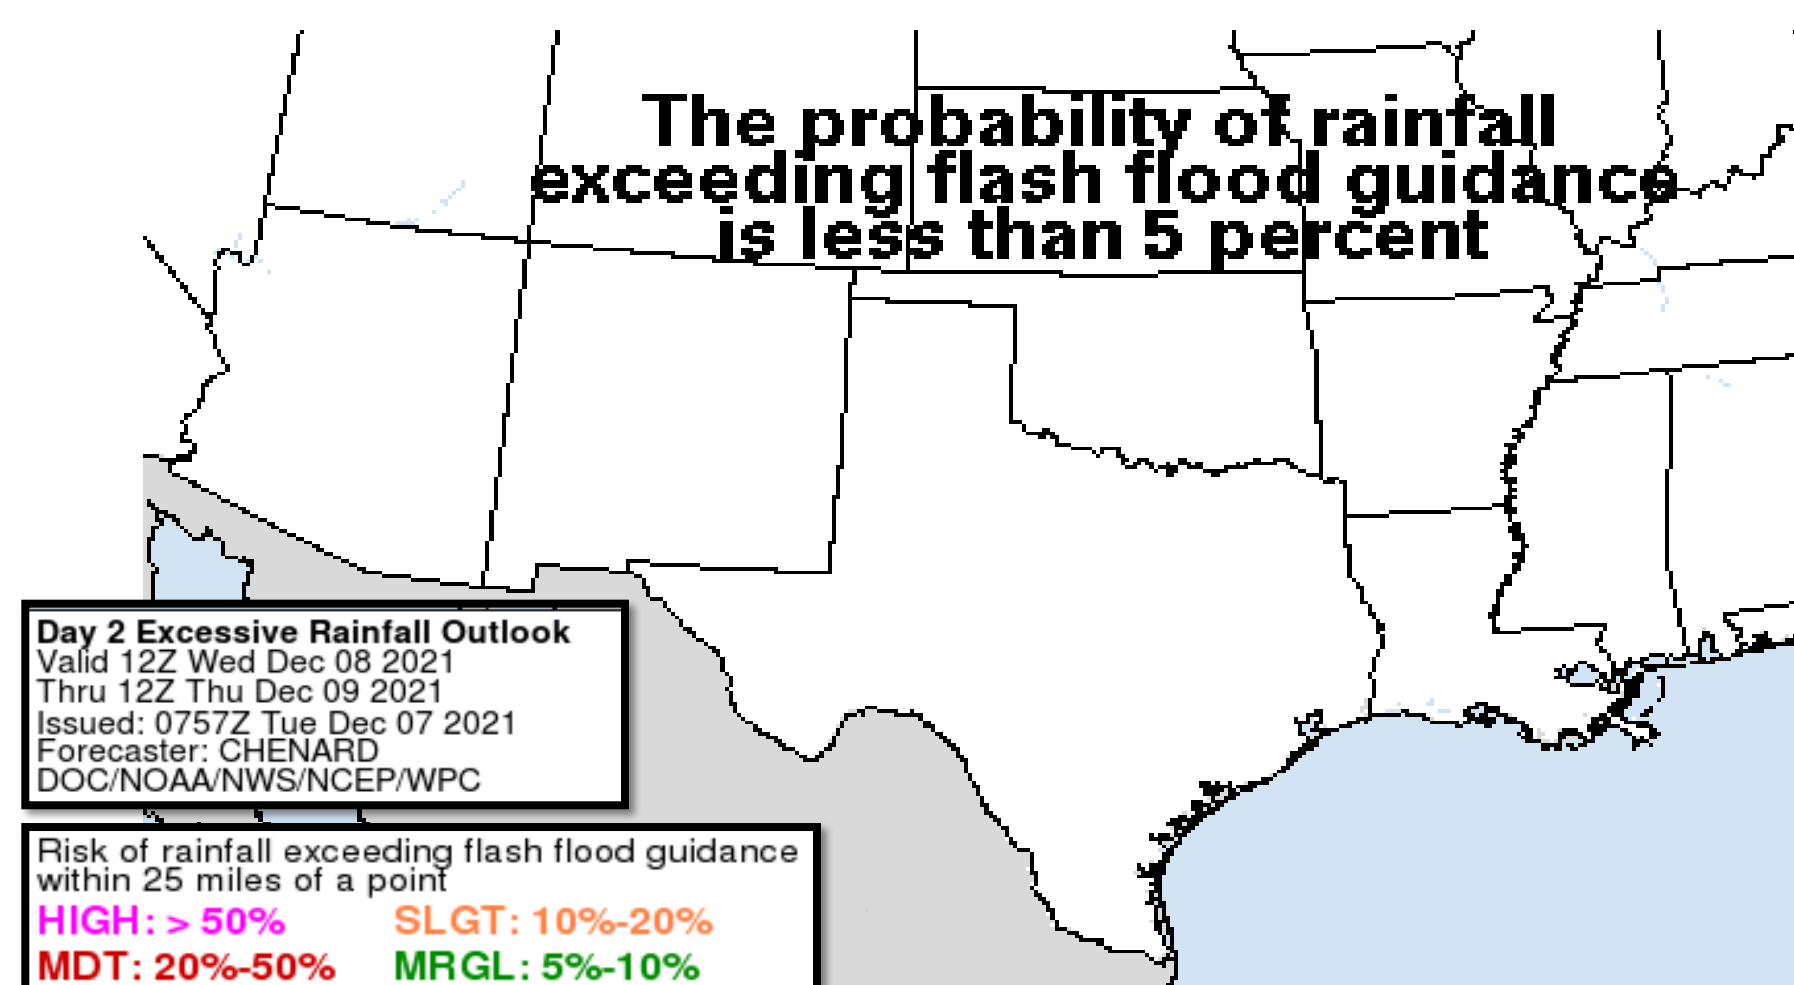 The probability of rainfall
exceeding flash flood guidance
is less than 5 percent
Day 2 Excessive Rainfall Outlook
Valid 12Z Wed Dec 08 2021
Thru 12Z Thu Dec 09 2021
Issued: 0757Z Tue Dec 07 2021
Forecaster: CHENARD
DOC/NOAA/NWS/NCEP/WPC
Risk of rainfall exceeding flash flood guidance
within 25 miles of a point
HIGH: > 50% SLGT: 10%-20%
MDT: 20%-50% MRGL: 5%-10%